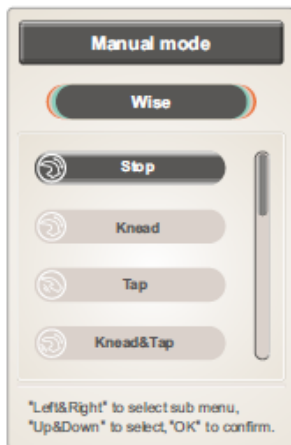 Manual mode
Wise
Stop
Knead
Tap
Knead&Tap
"Left&Right" to select sub menu,
"Up&Down" to select, "OK" to confirm.